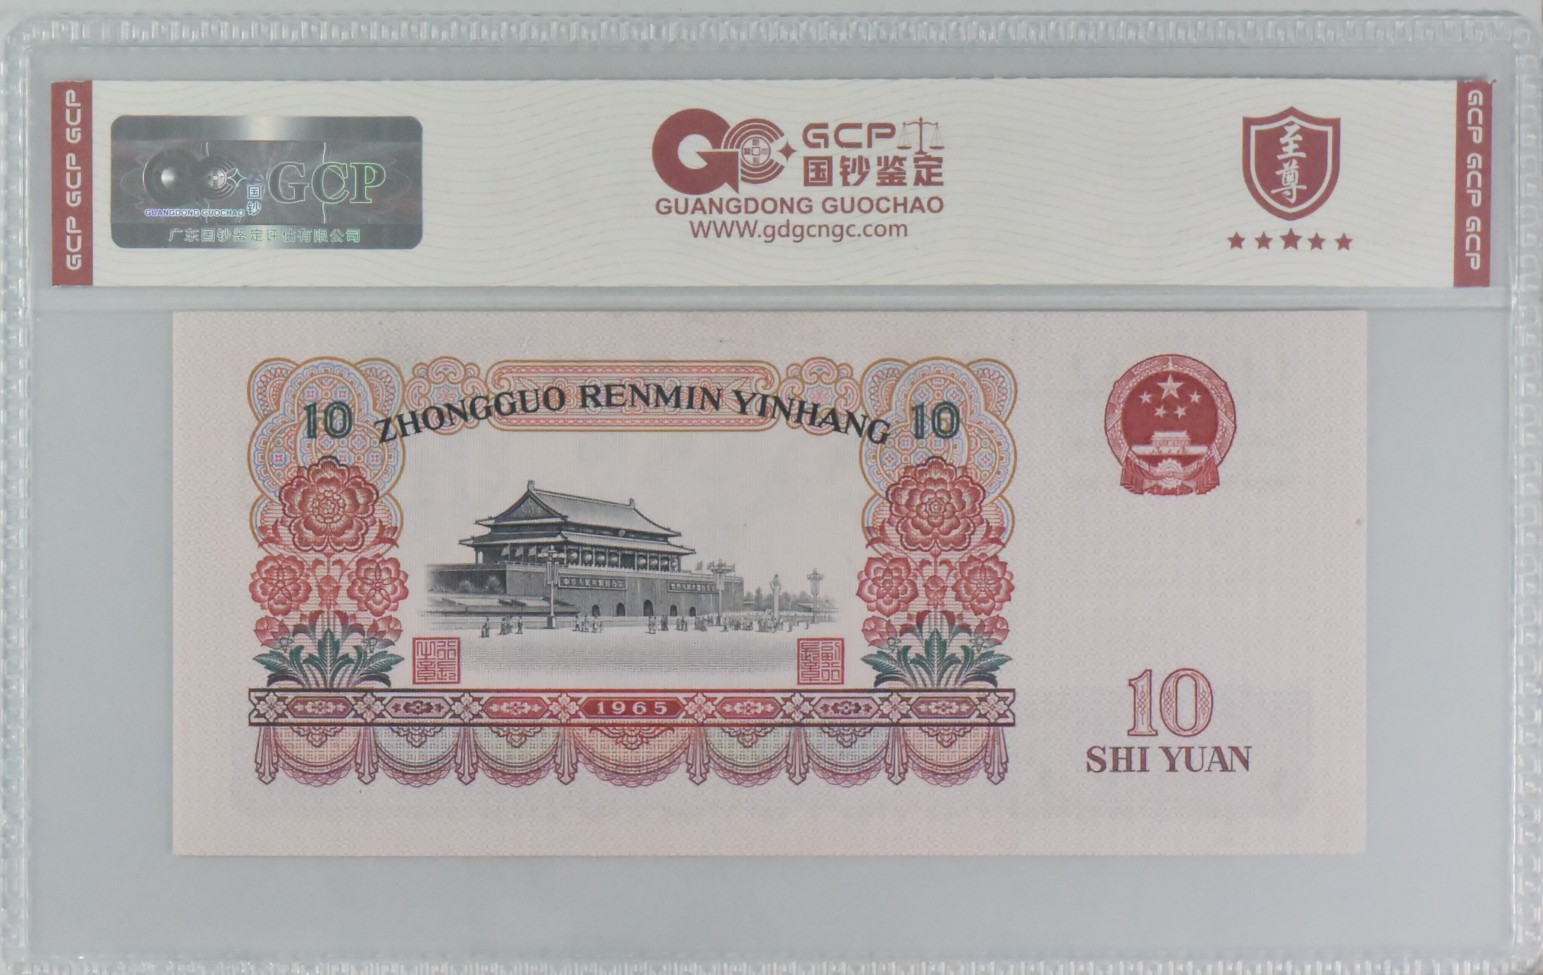 GCP GCP GCP
GCP
GUANGDONG GUOCHAO
国
钞
广东国钞鉴定评估有限公司
GCP
国钞鉴定
GUANGDONG GUOCHAO
WWW.gdgcngc.com
至
尊
GCP GCP GCP
10
ZHONGGUO RENMIN YINHANG
10
1965
10
SHI YUAN